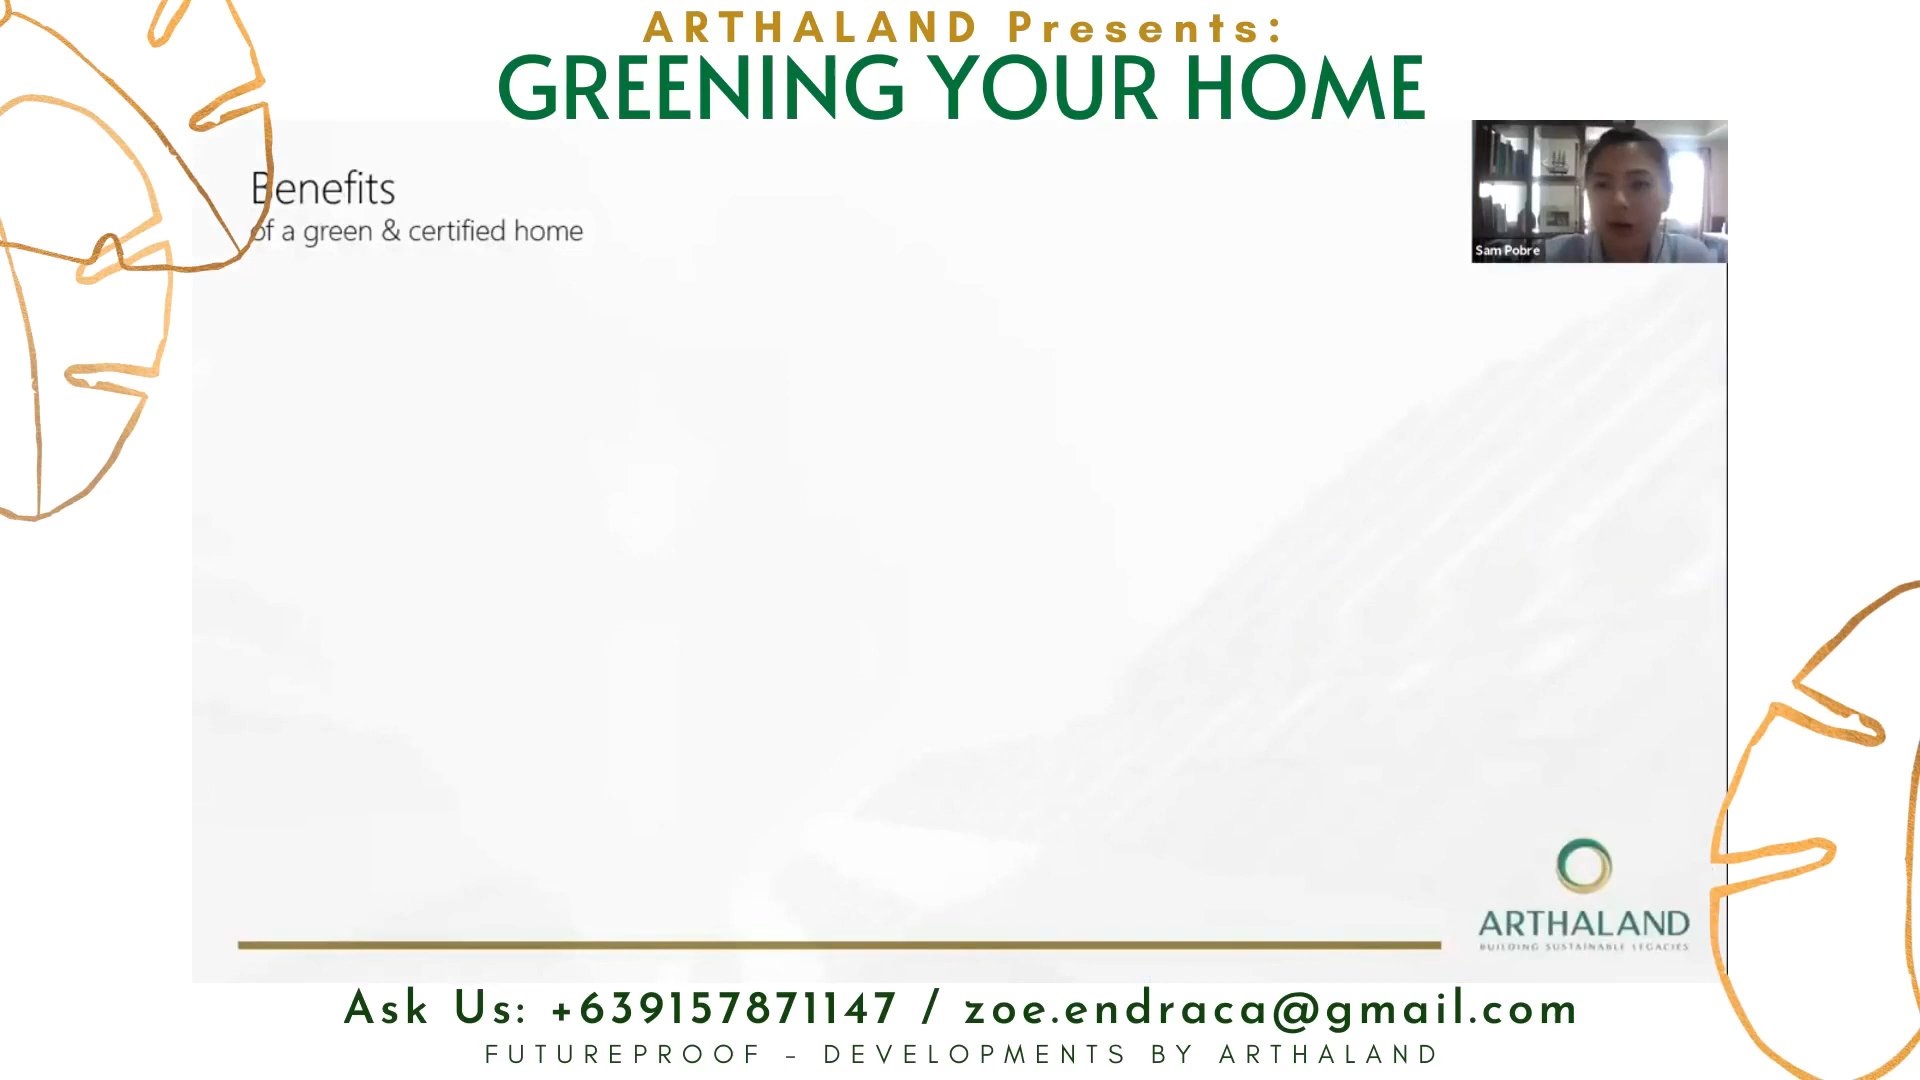 ARTHALAND Presents:
GREENING YOUR HOME
Benefits
of a green & certified home
Sam Pobre
ARTHALAND
BUILDING SUSTAINABLE LEGACIES
Ask Us: +639157871147 / zoe.endraca@gmail.com
FUTUREPROOF – DEVELOPMENTS BY ARTHALAND